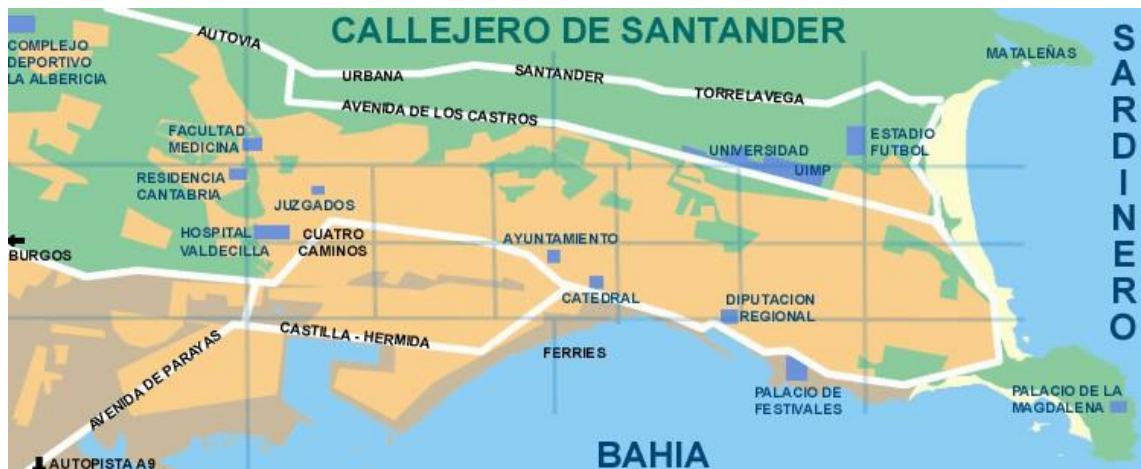 CALLEJERO DE SANTANDER
COMPLEJO
DEPORTIVO
LA ALBERICIA
AUTOVIA
URBANA
SANTANDER
TORRELAVEGA
MATALEÑAS
SARDINERO
AVENIDA DE LOS CASTROS
FACULTAD
MEDICINA
UNIVERSIDAD
UIMP
ESTADIO
FUTBOL
RESIDENCIA
CANTABRIA
JUZGADOS
HOSPITAL
VALDECILLA
CUATRO
CAMINOS
AYUNTAMIENTO
BURGOS
CATEDRAL
DIPUTACION
REGIONAL
CASTILLA - HERMIDA
FERRIES
AVENIDA DE PARAYAS
PALACIO DE
FESTIVALES
PALACIO DE LA
MAGDALENA
BAHIA
AUTOPISTA A9